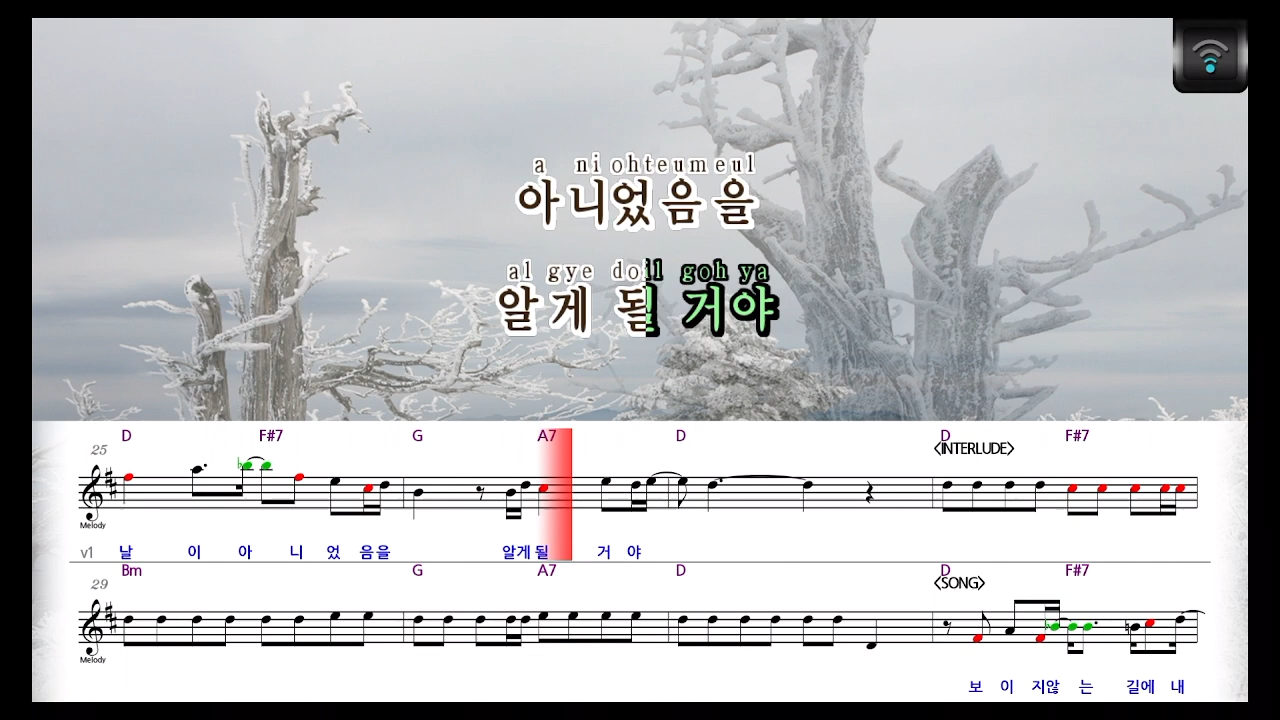 a ni ohteumeul
아니었음을
al gye doil goh ya
알게 될 거야
D F#7 G A7 D D F#7
<INTERLUDE>
25
Melody
v1 날 이 아 니 었 음을 알게 될 거 야
Bm G A7 D D F#7
<SONG>
29
Melody
보 이 지않 는 길에 내